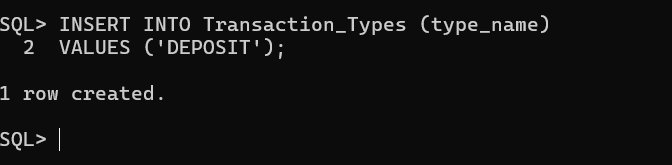 SQL> INSERT INTO Transaction_Types (type_name)
  2  VALUES ('DEPOSIT');
1 row created.
SQL>